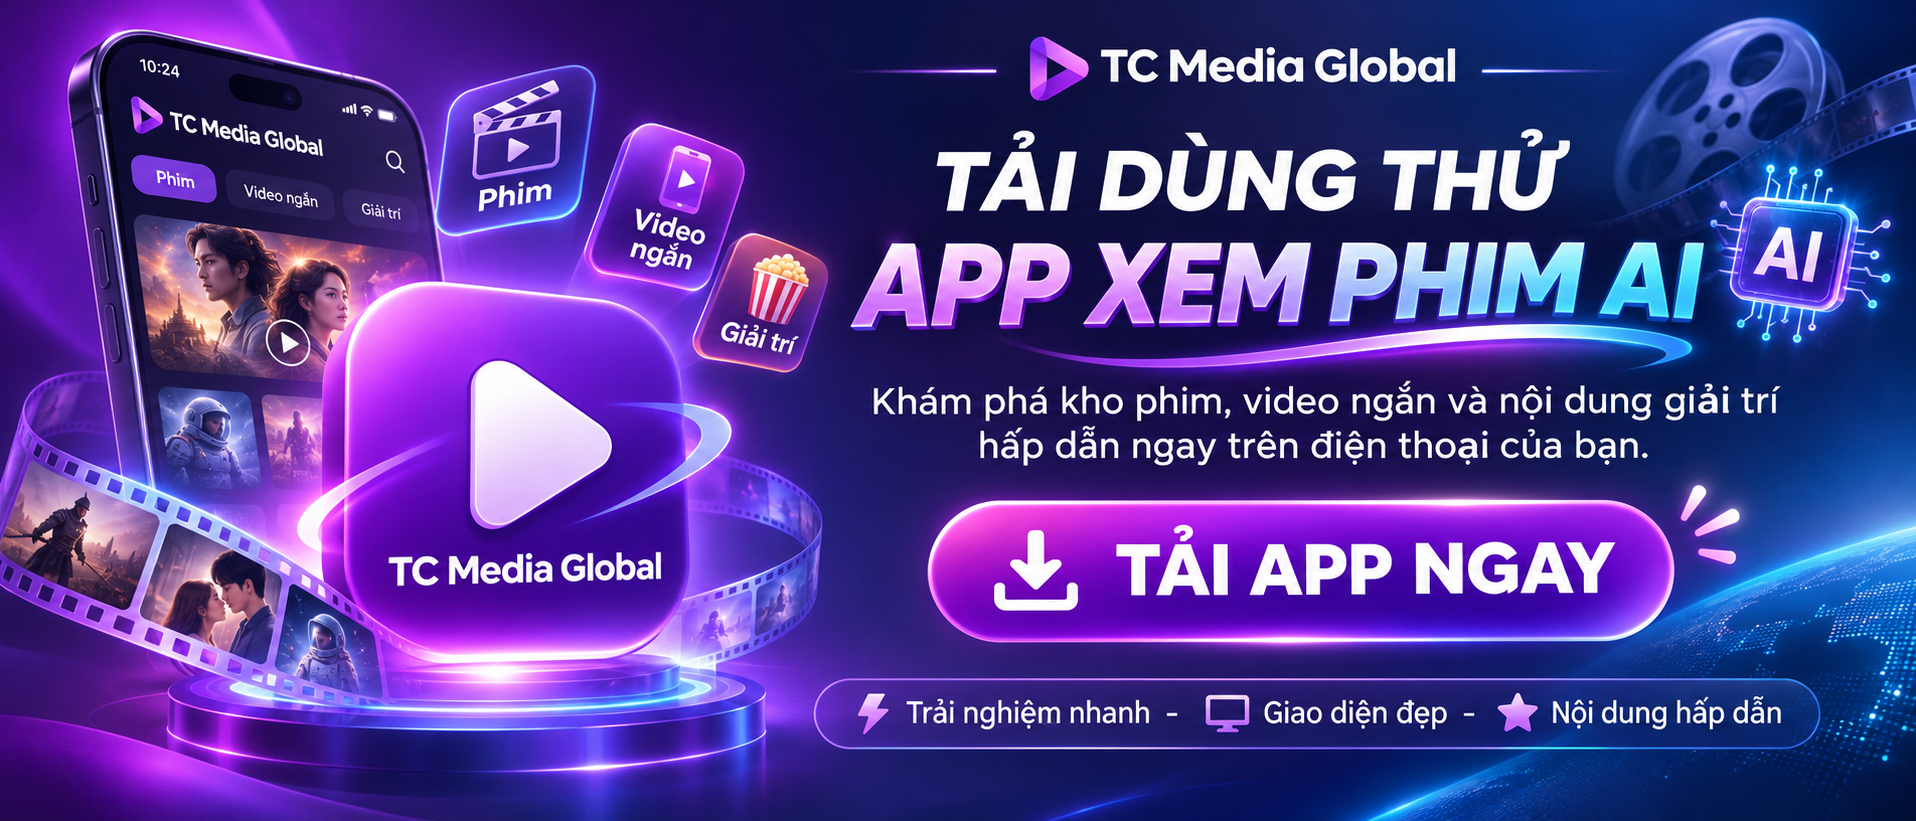 10:24
TC Media Global
Phim
Video ngắn
Giải trí
Phim
Video
ngắn
Giải trí
TC Media Global
TC Media Global
TẢI DÙNG THỬ
APP XEM PHIM AI
AI
Khám phá kho phim, video ngắn và nội dung giải trí
hấp dẫn ngay trên điện thoại của bạn.
TẢI APP NGAY
Trải nghiệm nhanh - Giao diện đẹp - Nội dung hấp dẫn